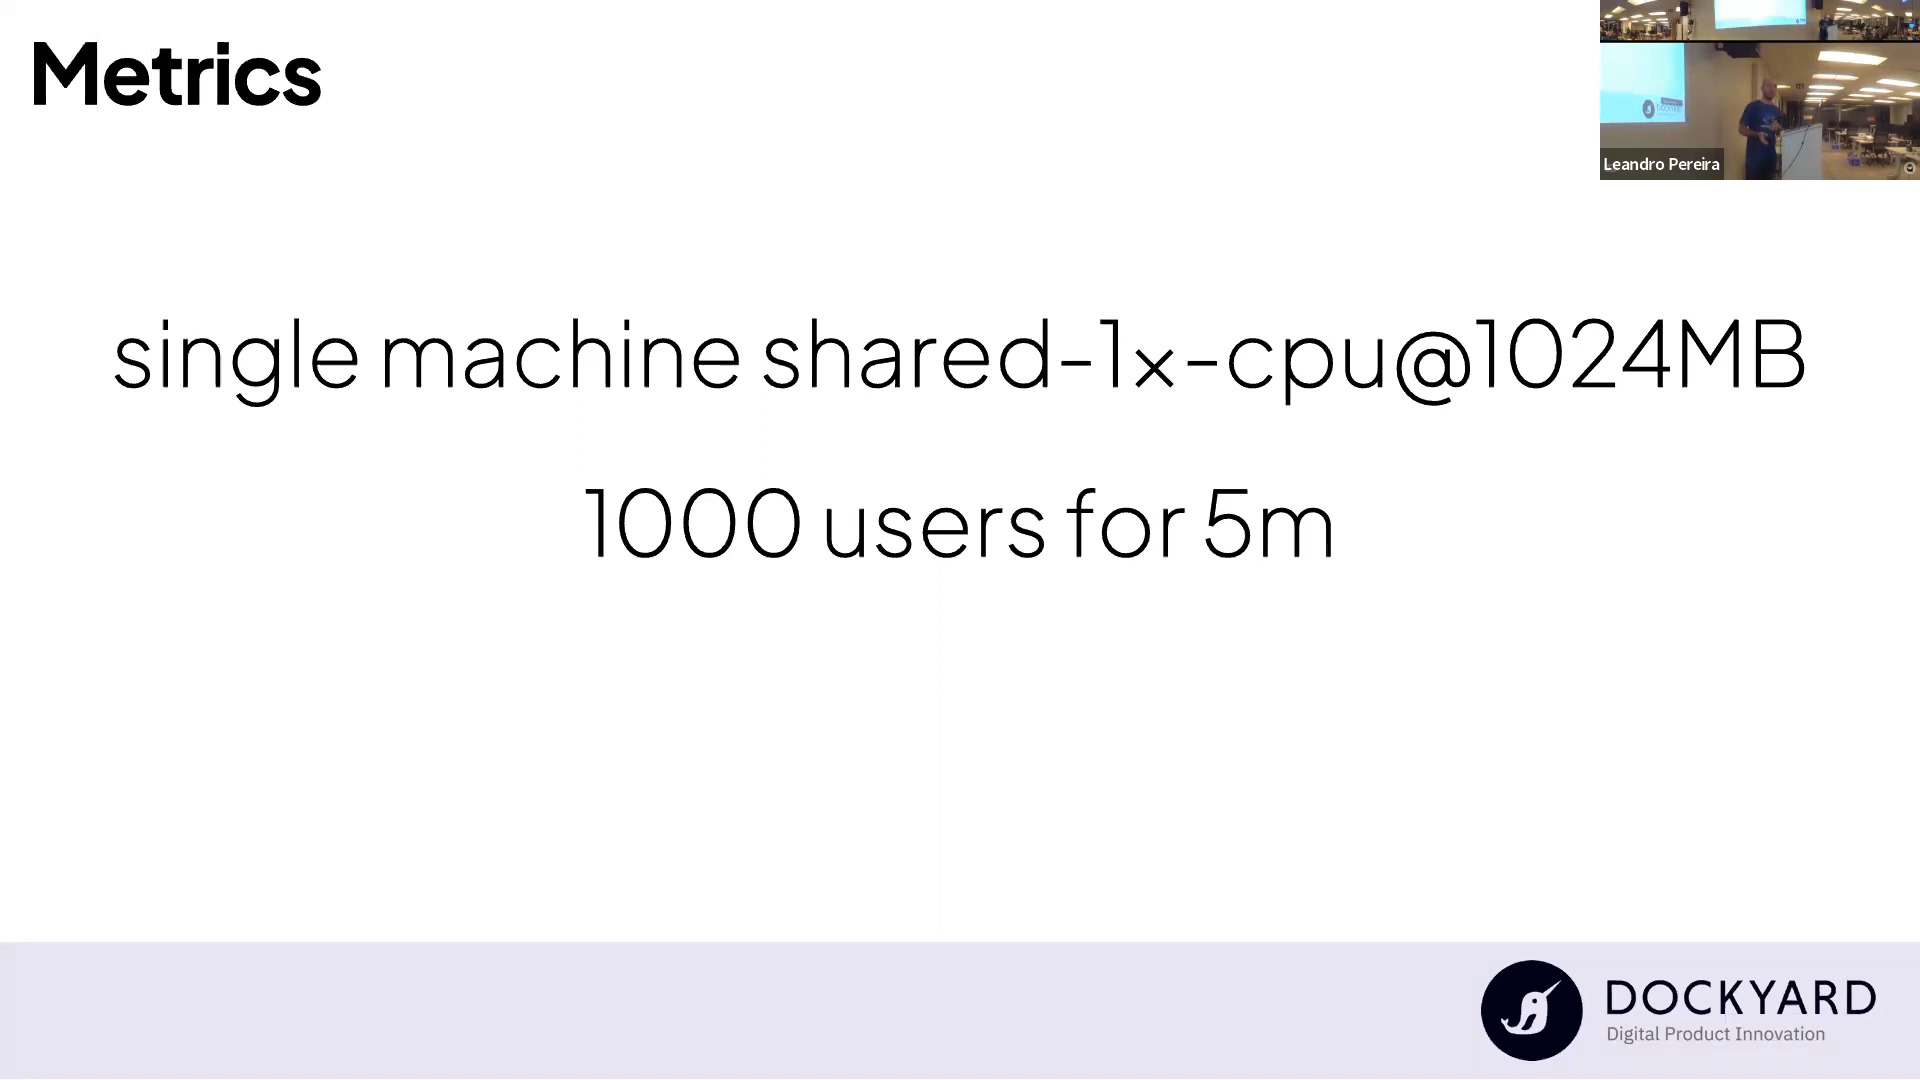 Metrics
Leandro Pereira
single machine shared-1x-cpu@1024MB
1000 users for 5m
DOCKYARD
Digital Product Innovation